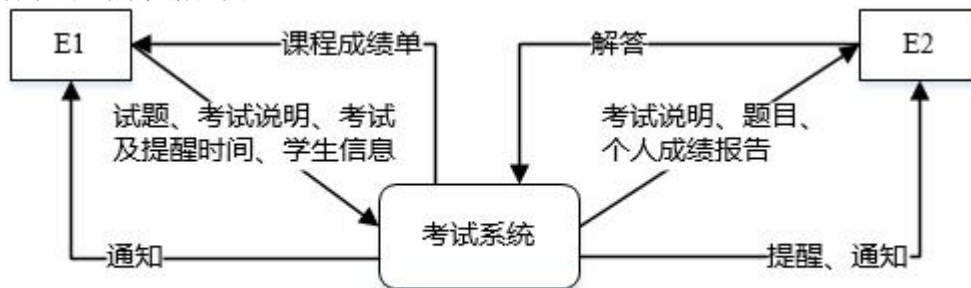 E1
课程成绩单
解答
E2
试题、考试说明、考试
及提醒时间、学生信息
考试说明、题目、
个人成绩报告
考试系统
通知
提醒、通知